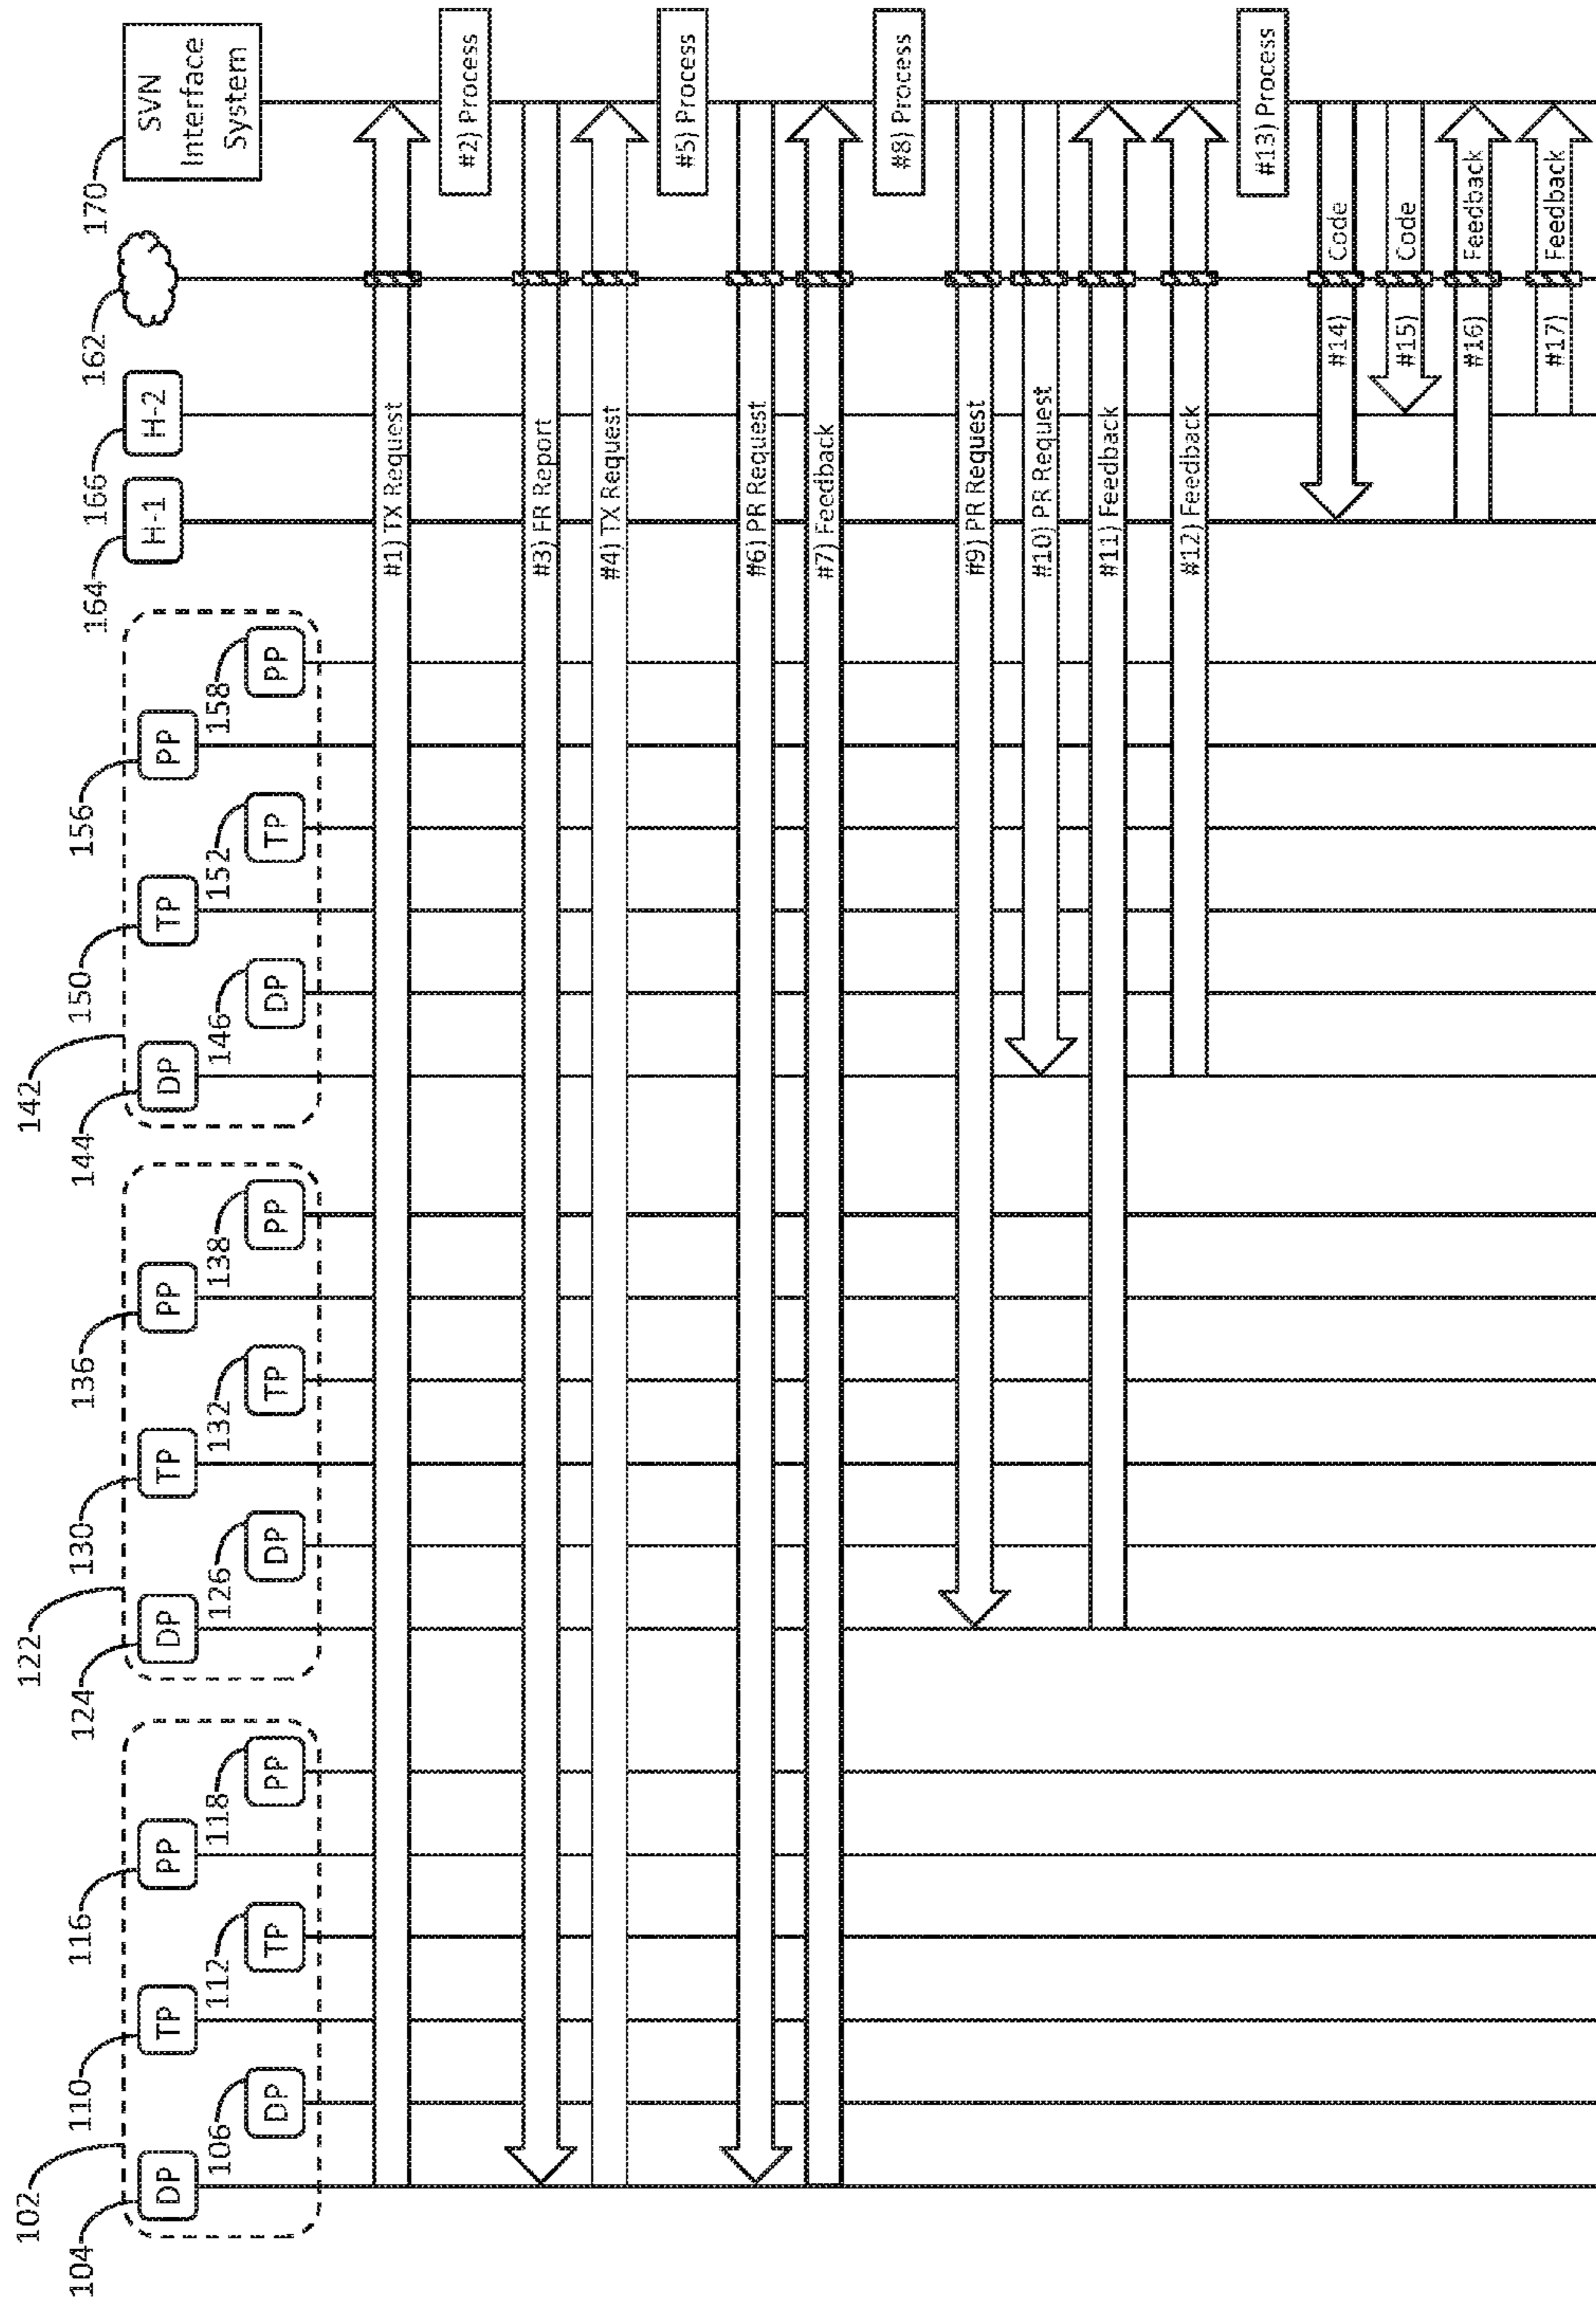 102
104
DP
106
DP
110
TP
112
TP
116
PP
118
PP
122
124
DP
126
DP
130
TP
132
TP
136
PP
138
PP
142
144
DP
146
DP
150
TP
152
TP
156
PP
158
PP
164
H-1
166
H-2
162
170
SVN
Interface
System
#1) TX Request
#2) Process
#3) FR Report
#4) TX Request
#5) Process
#6) PR Request
#7) Feedback
#8) Process
#9) PR Request
#10) PR Request
#11) Feedback
#12) Feedback
#13) Process
#14) Code
#15) Code
#16) Feedback
#17) Feedback